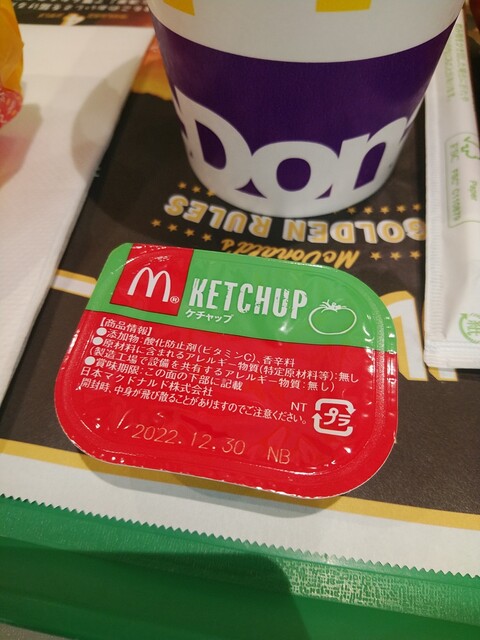 Don
McDonald's
GOLDEN RULES
M®
KETCHUP
ケチャップ
【商品情報】
●添加物:酸化防止剤(ビタミンC)、香辛料
●原材料に含まれるアレルギー物質(特定原材料等):無し
(製造工場で設備を共有するアレルギー物質:無し)
●賞味期限:この面の下部に記載
日本マクドナルド株式会社
開封時、中身が飛び散ることがありますのでご注意ください。
NT
プラ
2022.12.30 NB